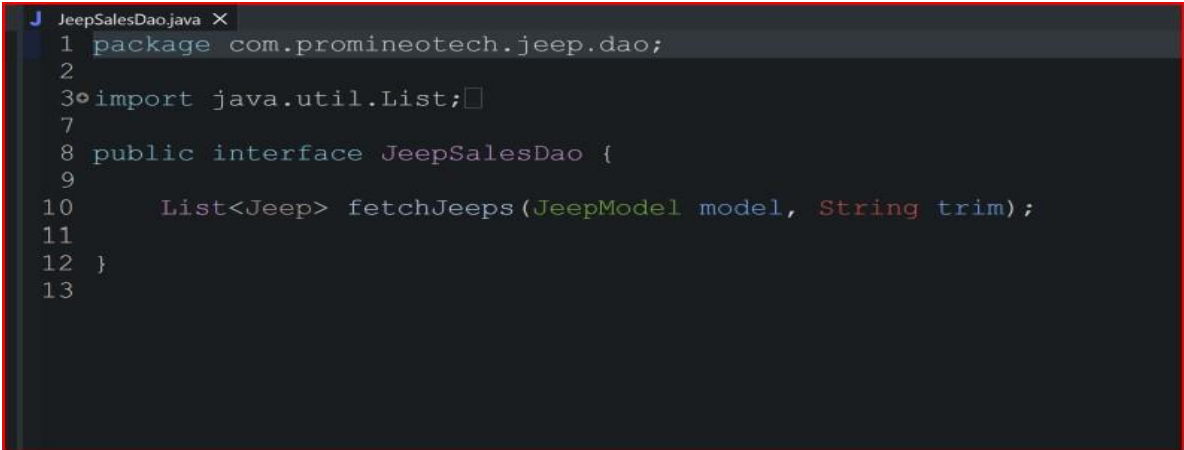 JeepSalesDao.java
1 package com.promineotech.jeep.dao;
2
3 import java.util.List;
7
8 public interface JeepSalesDao {
9
10 List<Jeep> fetchJeeps(JeepModel model, String trim);
11
12 }
13